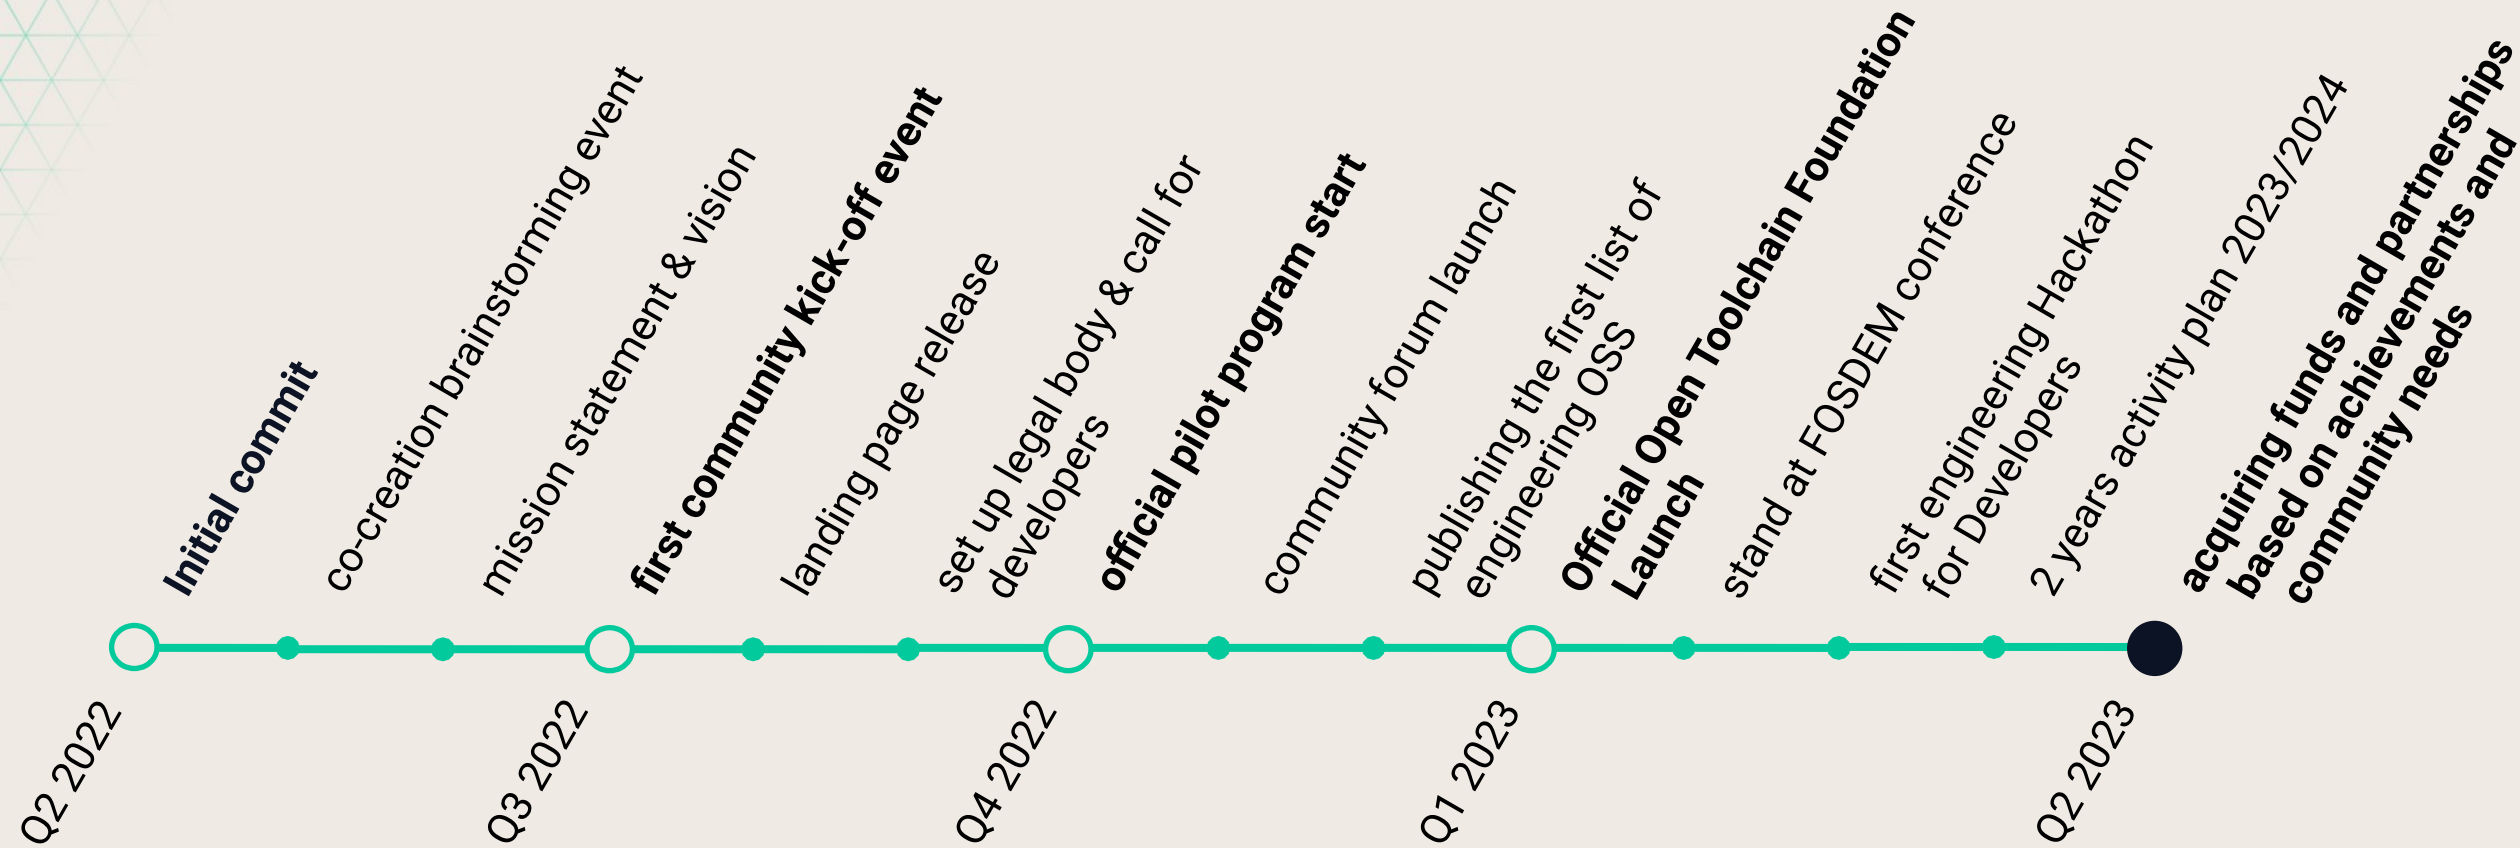 Initial commit
co-creation brainstorming event
mission statement & vision
first community kick-off event
landing page release
set up legal body & call for
developers
official pilot program start
community forum launch
publishing the first list of
engineering OSS
Official Open Toolchain Foundation
Launch
stand at FOSDEM conference
first engineering Hackathon
for Developers
2 years activity plan 2023//2024
acquiring funds and partnerships
based on achievements and
community needs
Q2 2022
Q3 2022
Q4 2022
Q1 2023
Q2 2023